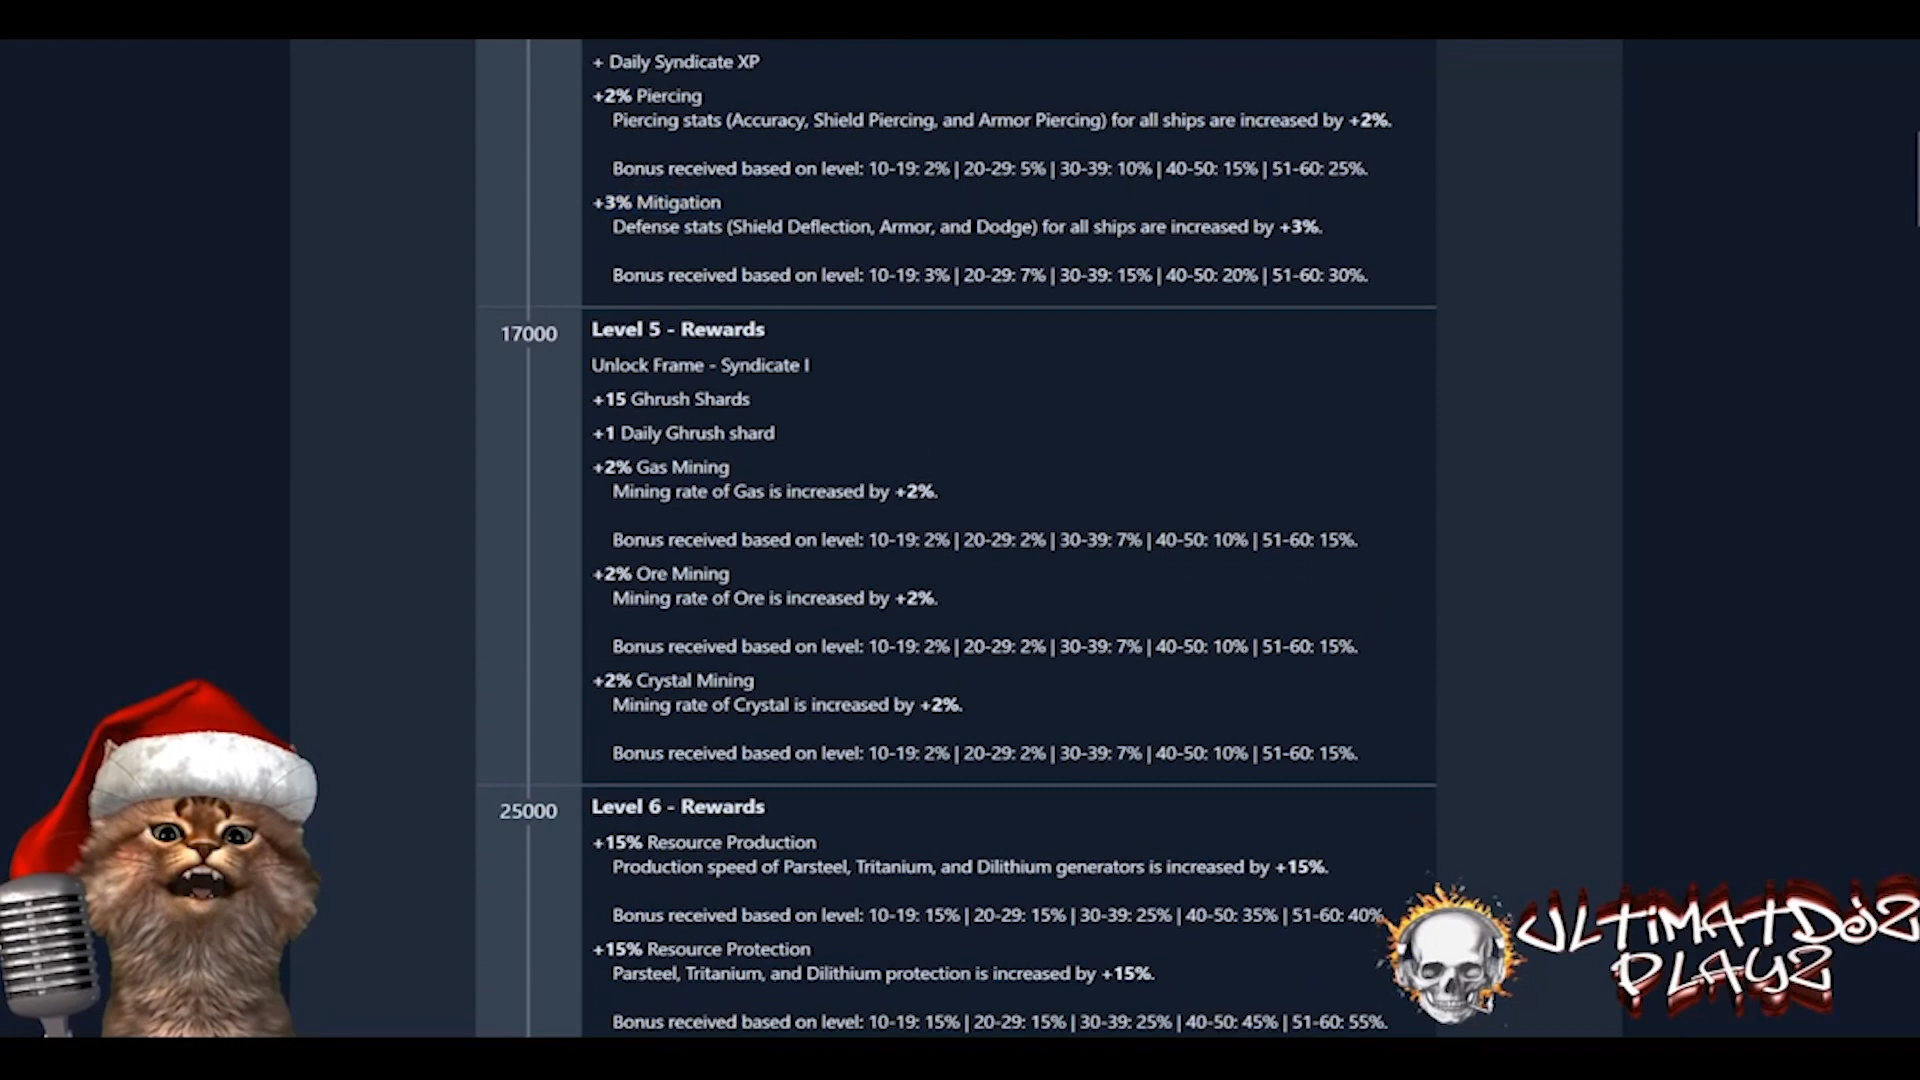 + Daily Syndicate XP
+2% Piercing
Piercing stats (Accuracy, Shield Piercing, and Armor Piercing) for all ships are increased by +2%.
Bonus received based on level: 10-19: 2% | 20-29: 5% | 30-39: 10% | 40-50: 15% | 51-60: 25%.
+3% Mitigation
Defense stats (Shield Deflection, Armor, and Dodge) for all ships are increased by +3%.
Bonus received based on level: 10-19: 3% | 20-29: 7% | 30-39: 15% | 40-50: 20% | 51-60: 30%.
17000
Level 5 - Rewards
Unlock Frame - Syndicate I
+15 Ghrush Shards
+1 Daily Ghrush shard
+2% Gas Mining
Mining rate of Gas is increased by +2%.
Bonus received based on level: 10-19: 2% | 20-29: 2% | 30-39: 7% | 40-50: 10% | 51-60: 15%.
+2% Ore Mining
Mining rate of Ore is increased by +2%.
Bonus received based on level: 10-19: 2% | 20-29: 2% | 30-39: 7% | 40-50: 10% | 51-60: 15%.
+2% Crystal Mining
Mining rate of Crystal is increased by +2%.
Bonus received based on level: 10-19: 2% | 20-29: 2% | 30-39: 7% | 40-50: 10% | 51-60: 15%.
25000
Level 6 - Rewards
+15% Resource Production
Production speed of Parsteel, Tritanium, and Dilithium generators is increased by +15%.
Bonus received based on level: 10-19: 15% | 20-29: 15% | 30-39: 25% | 40-50: 35% | 51-60: 40%
+15% Resource Protection
Parsteel, Tritanium, and Dilithium protection is increased by +15%.
Bonus received based on level: 10-19: 15% | 20-29: 15% | 30-39: 25% | 40-50: 45% | 51-60: 55%.
ULTiMATDJ2
PLAY2